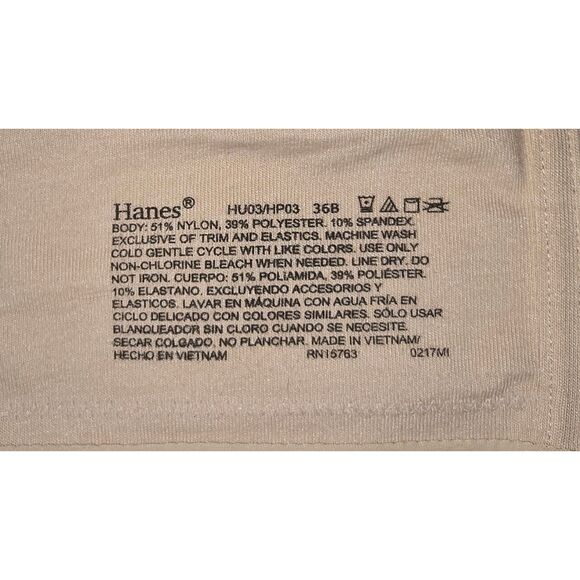 Hanes® HU03/HP03 36B
BODY: 51% NYLON, 39% POLYESTER. 10% SPANDEX.
EXCLUSIVE OF TRIM AND ELASTICS. MACHINE WASH
COLD GENTLE CYCLE WITH LIKE COLORS. USE ONLY
NON-CHLORINE BLEACH WHEN NEEDED. LINE DRY. DO
NOT IRON. CUERPO: 51% POLIAMIDA, 39% POLIÉSTER.
10% ELASTANO. EXCLUYENDO ACCESORIOS Y
ELASTICOS. LAVAR EN MÁQUINA CON AGUA FRÍA EN
CICLO DELICADO CON COLORES SIMILARES. SÓLO USAR
BLANQUEADOR SIN CLORO CUANDO SE NECESITE.
SECAR COLGADO. NO PLANCHAR. MADE IN VIETNAM/
HECHO EN VIETNAM RN15763 0217MI